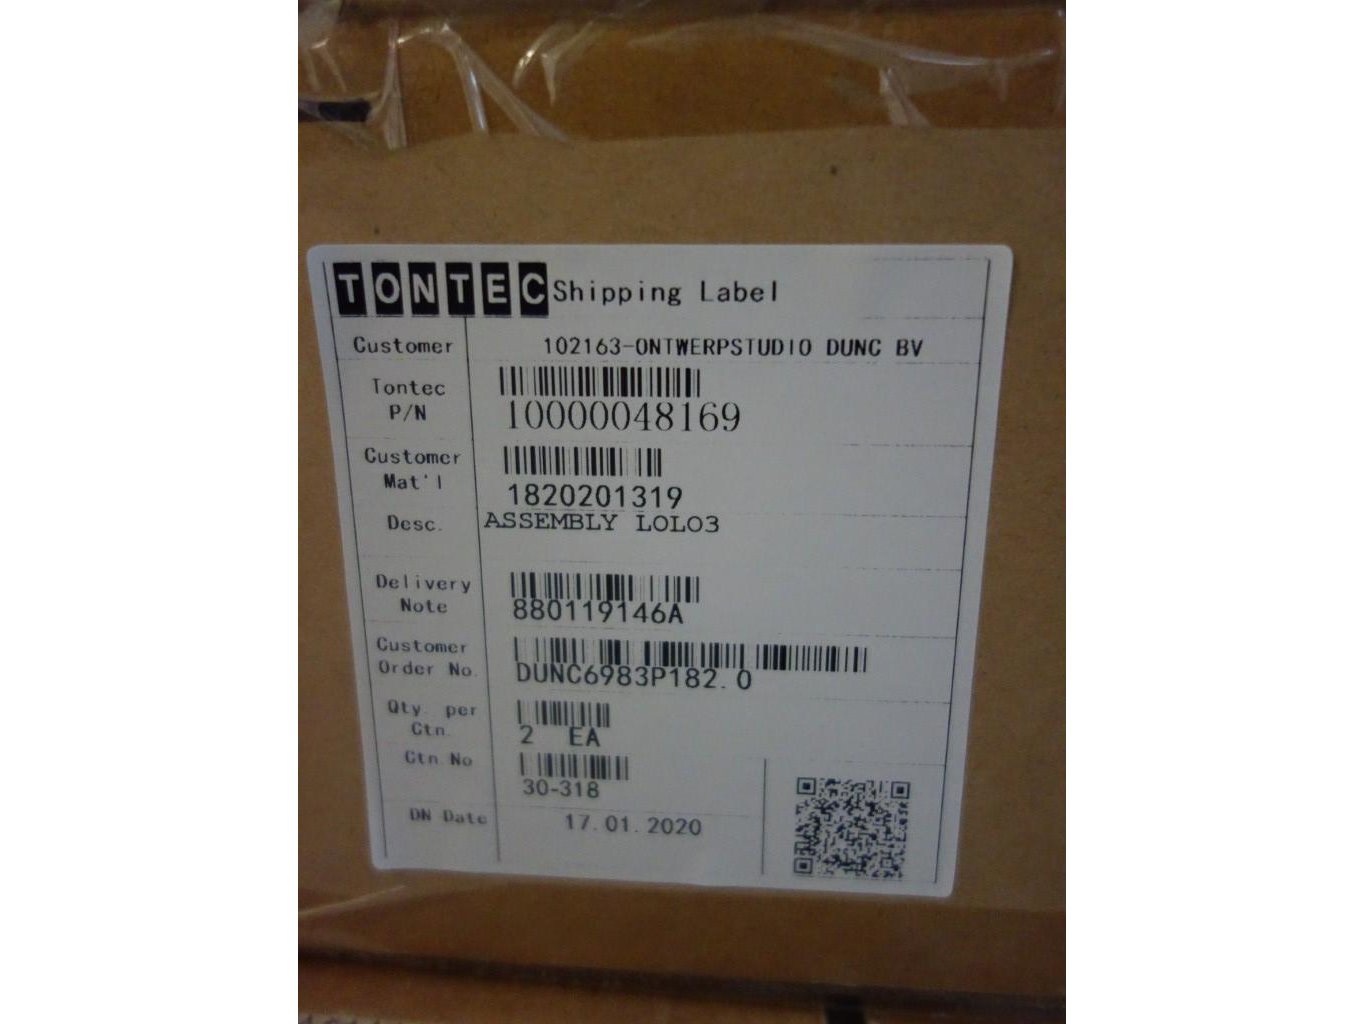 TONTEC Shipping Label
Customer 102163-ONTWERPSTUDIO DUNC BV
Tontec
P/N 10000048169
Customer
Mat'l 1820201319
Desc. ASSEMBLY LOLO3
Delivery
Note 880119146A
Customer
Order No. DUNC6983P182.0
Qty. per
Ctn. 2 EA
Ctn.No 30-318
DN Date 17.01.2020